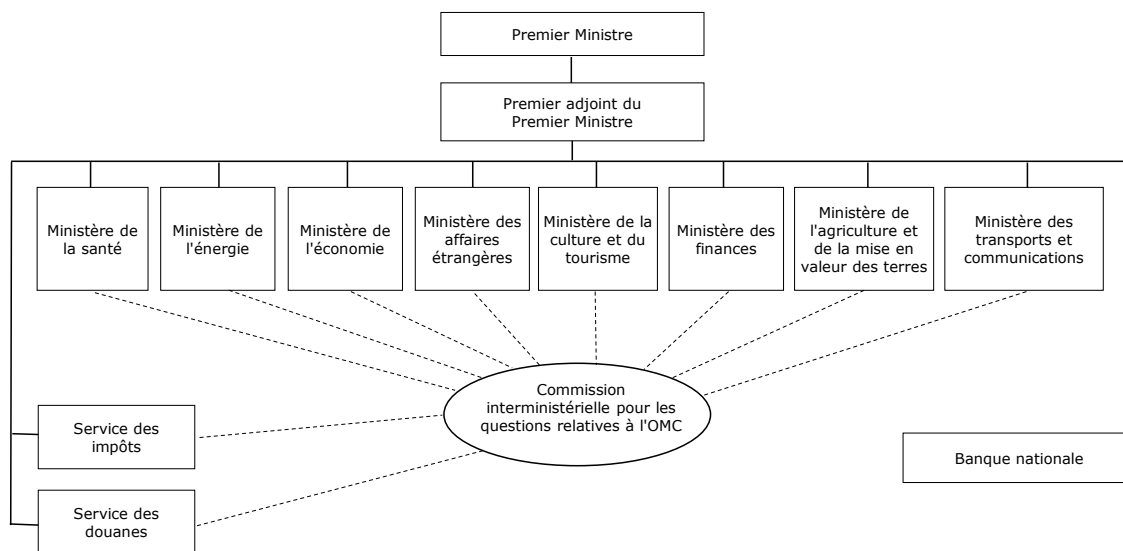 Premier Ministre
Premier adjoint du
Premier Ministre
Ministère de
la santé
Ministère de
l'énergie
Ministère de
l'économie
Ministère des
affaires
étrangères
Ministère de la
culture et du
tourisme
Ministère des
finances
Ministère de
l'agriculture et
de la mise en
valeur des terres
Ministère des
transports et
communications
Commission
interministérielle pour les
questions relatives à l'OMC
Service des
impôts
Banque nationale
Service des
douanes